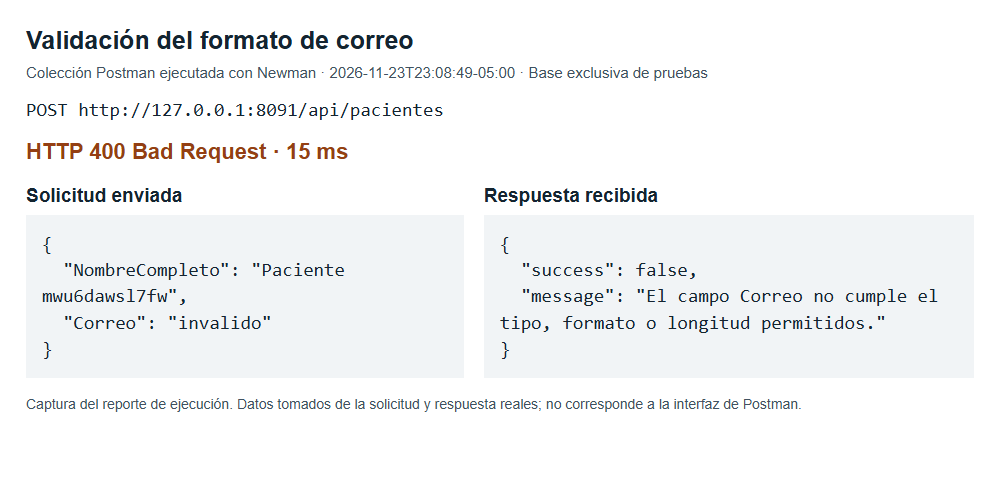 Validación del formato de correo
Colección Postman ejecutada con Newman · 2026-11-23T23:08:49-05:00 · Base exclusiva de pruebas
POST http://127.0.0.1:8091/api/pacientes
HTTP 400 Bad Request · 15 ms
Solicitud enviada
{
  "NombreCompleto": "Paciente
mwu6dawsl7fw",
  "Correo": "invalido"
}
Respuesta recibida
{
  "success": false,
  "message": "El campo Correo no cumple el
tipo, formato o longitud permitidos."
}
Captura del reporte de ejecución. Datos tomados de la solicitud y respuesta reales; no corresponde a la interfaz de Postman.